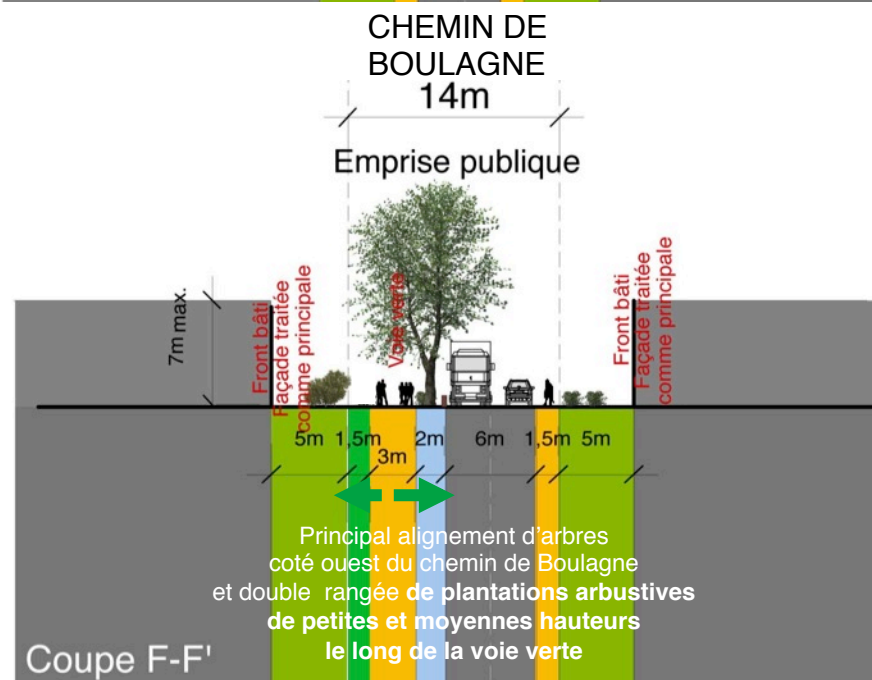 CHEMIN DE
BOULAGNE
14m
Emprise publique
7m max.
Front bâti
Façade traitée
comme principale
Voie verte
Front bâti
Façade traitée
comme principale
5m 1,5m 3m 2m 6m 1,5m 5m
Principal alignement d'arbres
coté ouest du chemin de Boulagne
et double rangée de plantations arbustives
de petites et moyennes hauteurs
le long de la voie verte
Coupe F-F'